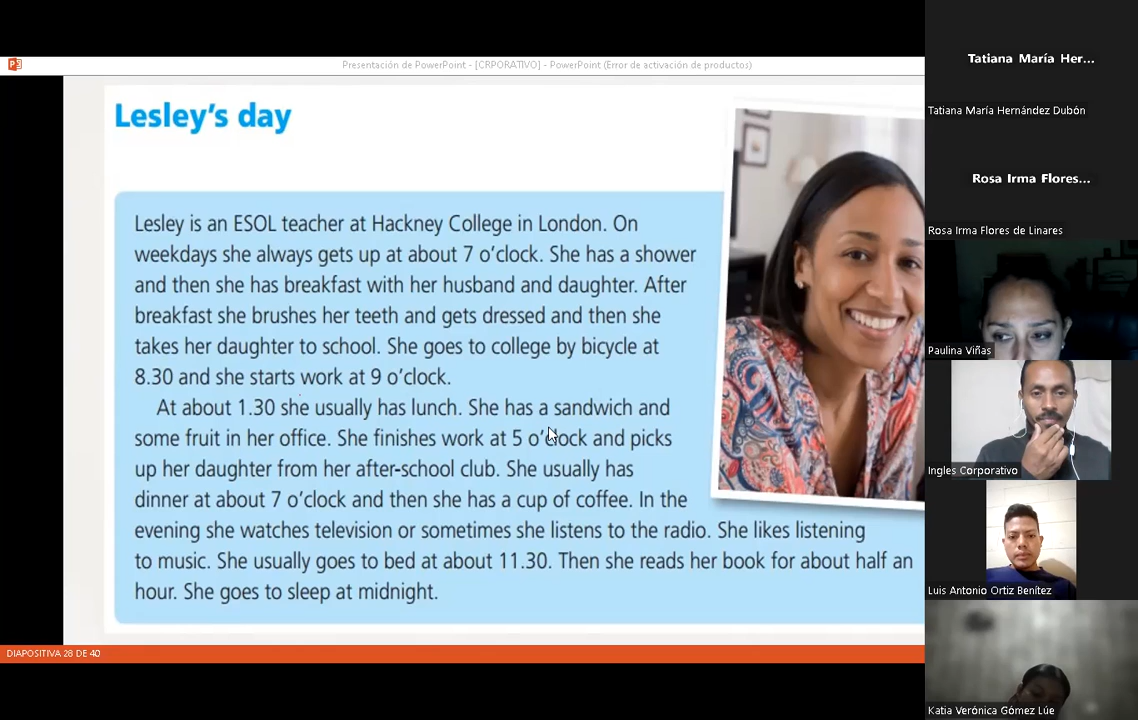 Presentación de PowerPoint - [CRPORATIVO] - PowerPoint (Error de activación de productos)
Lesley's day
Lesley is an ESOL teacher at Hackney College in London. On
weekdays she always gets up at about 7 o'clock. She has a shower
and then she has breakfast with her husband and daughter. After
breakfast she brushes her teeth and gets dressed and then she
takes her daughter to school. She goes to college by bicycle at
8.30 and she starts work at 9 o'clock.
At about 1.30 she usually has lunch. She has a sandwich and
some fruit in her office. She finishes work at 5 o'clock and picks
up her daughter from her after-school club. She usually has
dinner at about 7 o'clock and then she has a cup of coffee. In the
evening she watches television or sometimes she listens to the radio. She likes listening
to music. She usually goes to bed at about 11.30. Then she reads her book for about half an
hour. She goes to sleep at midnight.
DIAPOSITIVA 28 DE 40
Tatiana María Her...
Tatiana María Hernández Dubón
Rosa Irma Flores...
Rosa Irma Flores de Linares
Paulina Viñas
Ingles Corporativo
Luis Antonio Ortiz Benítez
Katia Verónica Gómez Lúe